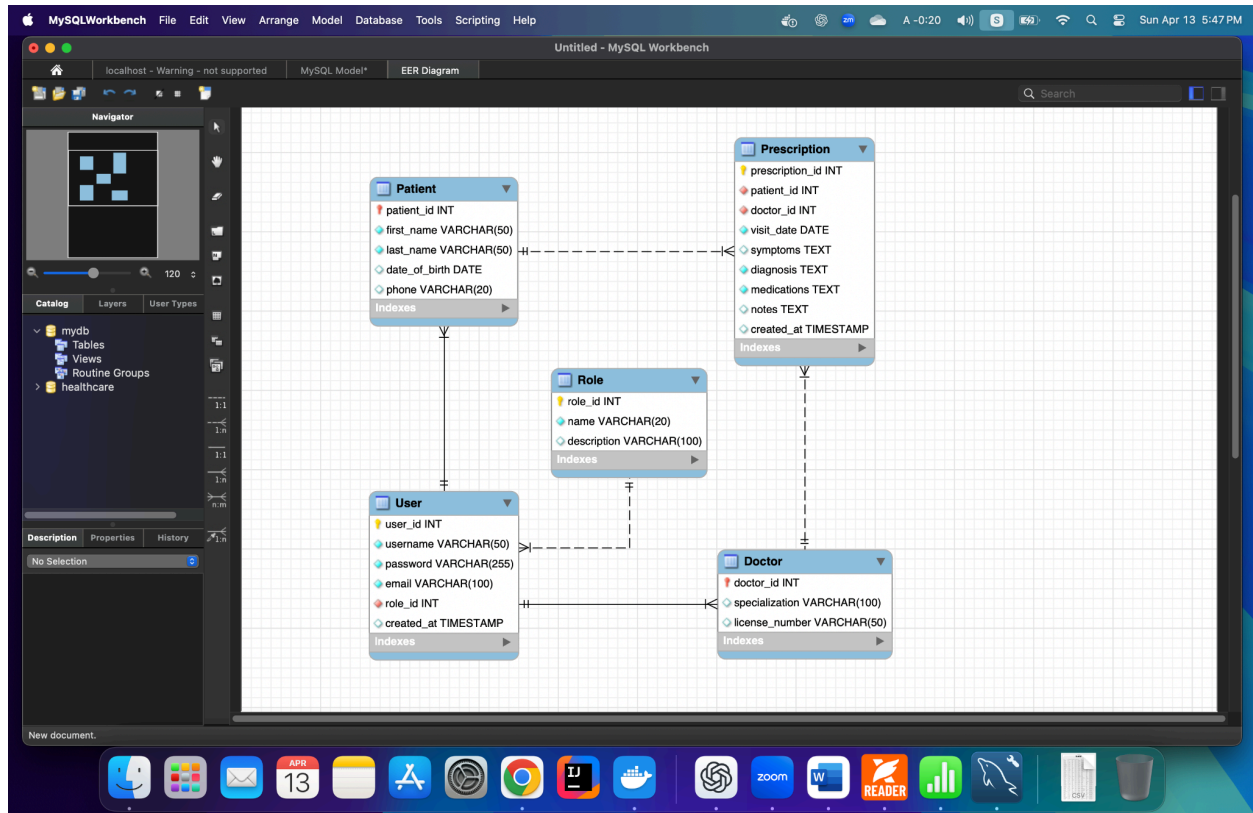 MySQLWorkbench File Edit View Arrange Model Database Tools Scripting Help
zm A -0:20 S Sun Apr 13 5:47 PM
Untitled - MySQL Workbench
localhost - Warning - not supported MySQL Model* EER Diagram
Search
Navigator
120
Catalog Layers User Types
mydb
Tables
Views
Routine Groups
healthcare
1:1
1:n
1:1
1:n
n:m
1:n
Description Properties History
No Selection
Patient
patient_id INT
first_name VARCHAR(50)
last_name VARCHAR(50)
date_of_birth DATE
phone VARCHAR(20)
Indexes
Prescription
prescription_id INT
patient_id INT
doctor_id INT
visit_date DATE
symptoms TEXT
diagnosis TEXT
medications TEXT
notes TEXT
created_at TIMESTAMP
Indexes
Role
role_id INT
name VARCHAR(20)
description VARCHAR(100)
Indexes
User
user_id INT
username VARCHAR(50)
password VARCHAR(255)
email VARCHAR(100)
role_id INT
created_at TIMESTAMP
Indexes
Doctor
doctor_id INT
specialization VARCHAR(100)
license_number VARCHAR(50)
Indexes
New document.
APR
13
IJ
zoom
W
READER
CSV